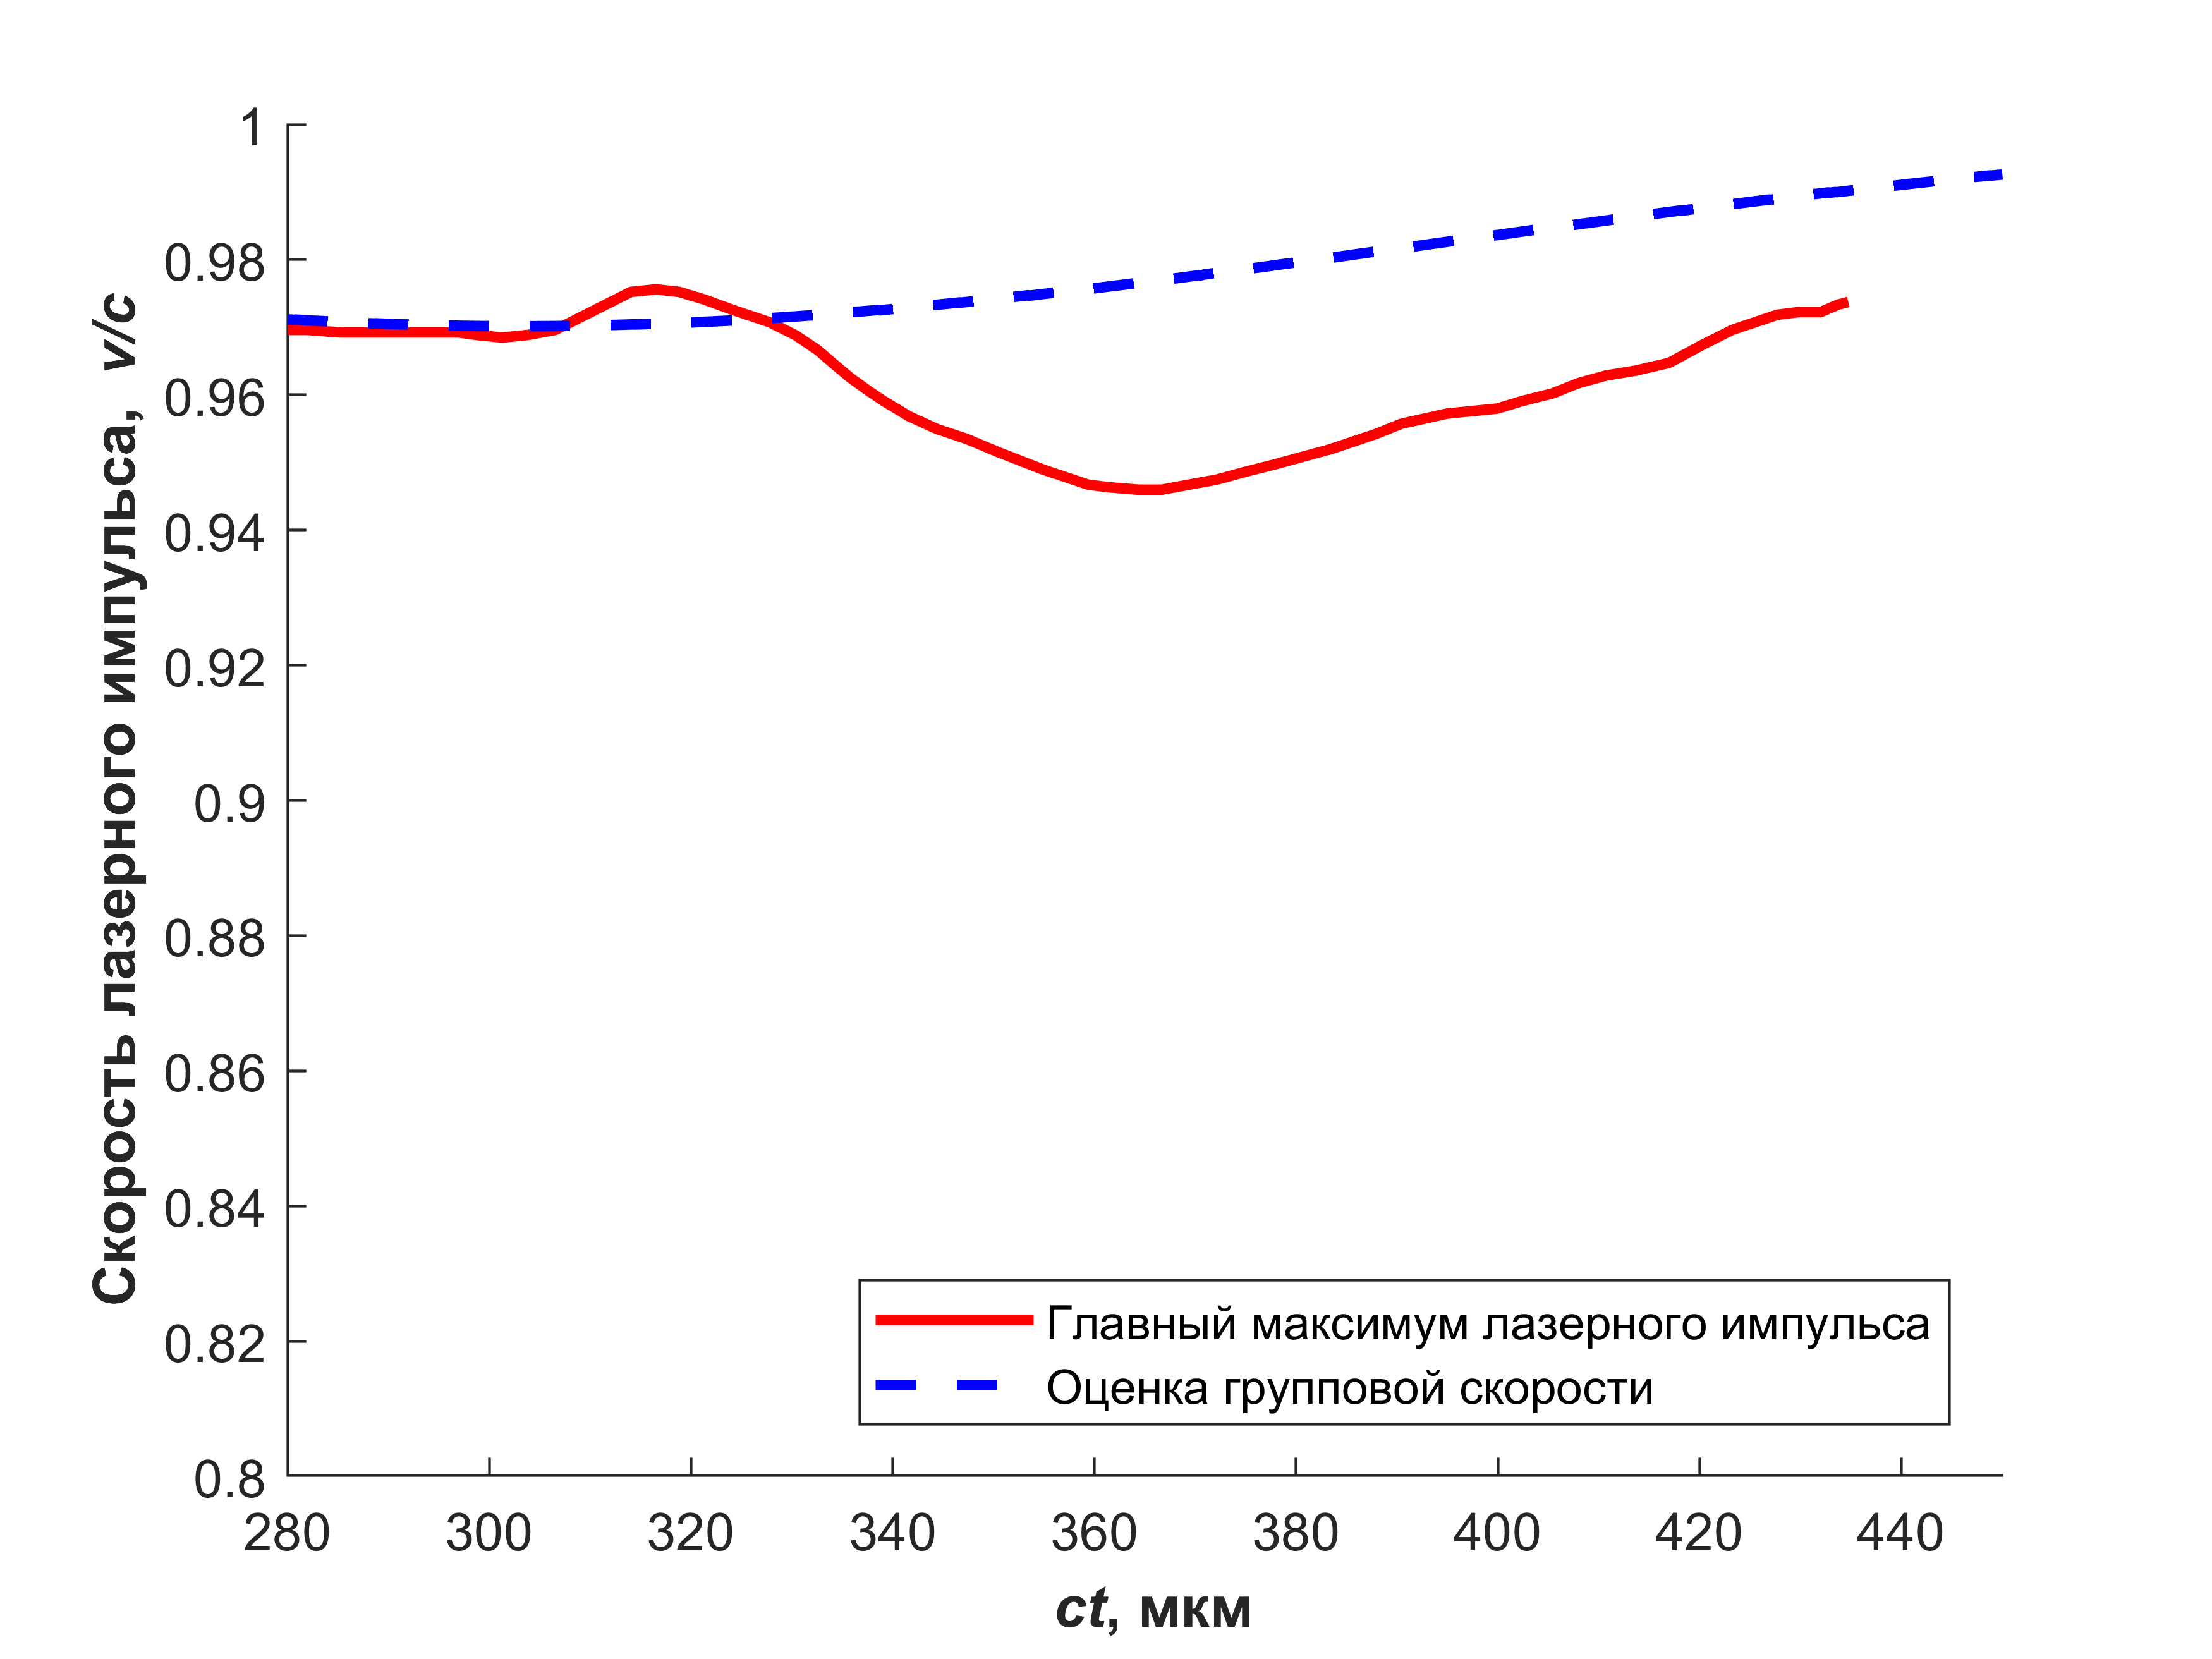 Скорость лазерного импульса, v/c
1
0.98
0.96
0.94
0.92
0.9
0.88
0.86
0.84
0.82
0.8
Главный максимум лазерного импульса
Оценка групповой скорости
280 300 320 340 360 380 400 420 440
ct, мкм